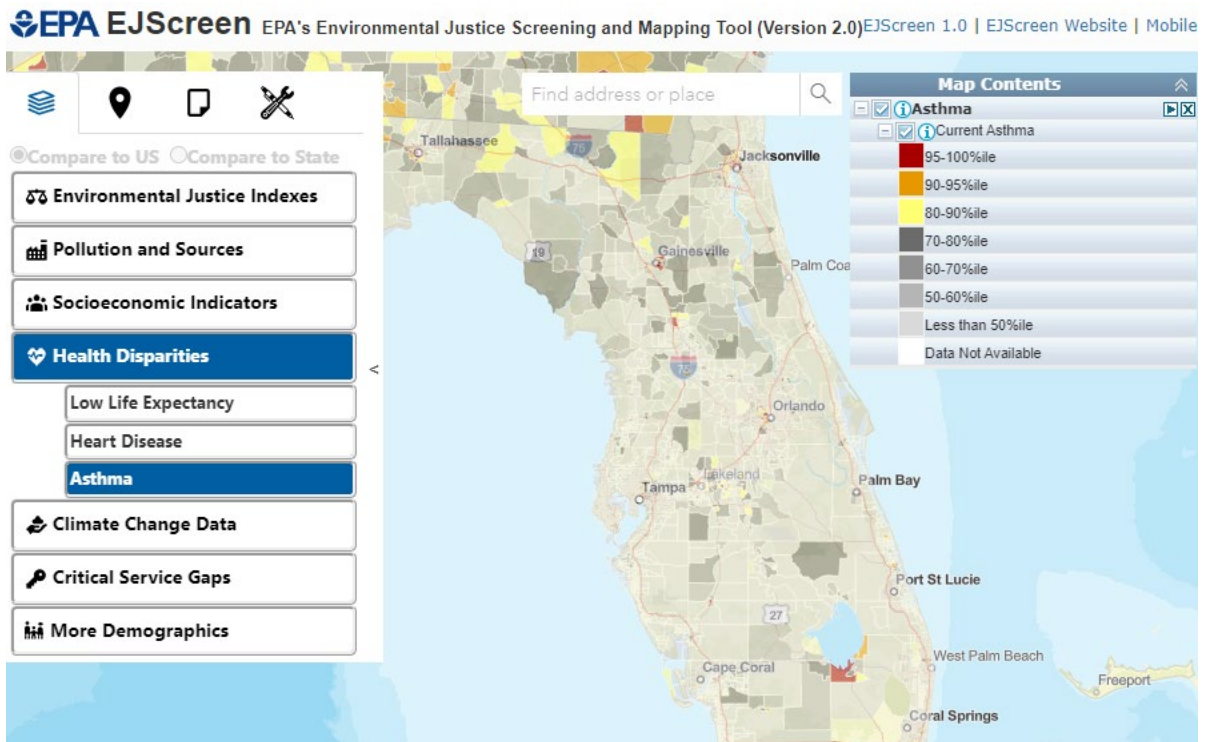 EPA EJScreen EPA's Environmental Justice Screening and Mapping Tool (Version 2.0)
EJScreen 1.0 | EJScreen Website | Mobile
Compare to US Compare to State
Environmental Justice Indexes
Pollution and Sources
Socioeconomic Indicators
Health Disparities
Low Life Expectancy
Heart Disease
Asthma
Climate Change Data
Critical Service Gaps
More Demographics
<
Find address or place
Map Contents
Asthma
Current Asthma
95-100%ile
90-95%ile
80-90%ile
70-80%ile
60-70%ile
50-60%ile
Less than 50%ile
Data Not Available
Tallahassee
75
Jacksonville
19
Gainesville
Palm Coa
75
Orlando
Lakeland
Tampa
Palm Bay
Port St Lucie
27
West Palm Beach
Cape Coral
Freeport
Coral Springs